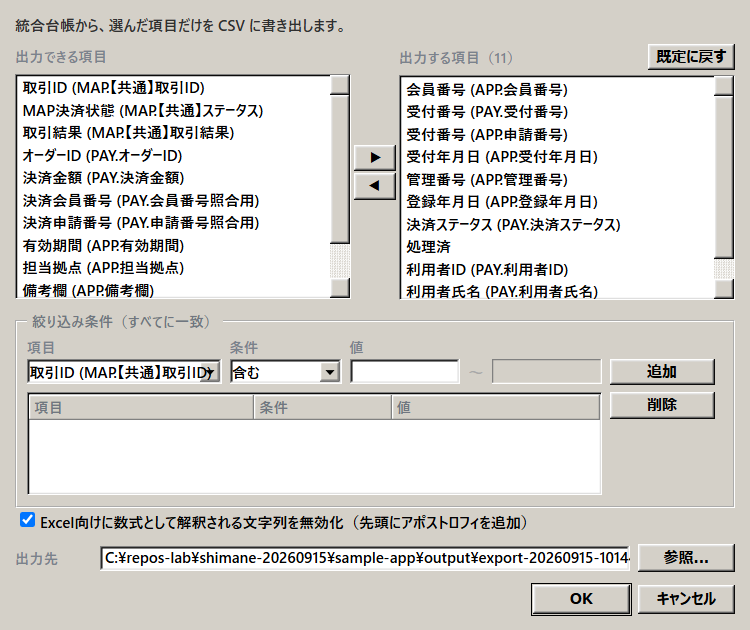 統合台帳から、選んだ項目だけを CSV に書き出します。
出力できる項目
出力する項目（11）
既定に戻す
取引ID (MAP.【共通】取引ID)
MAP決済状態 (MAP.【共通】ステータス)
取引結果 (MAP.【共通】取引結果)
オーダーID (PAY.オーダーID)
決済金額 (PAY.決済金額)
決済会員番号 (PAY.会員番号照合用)
決済申請番号 (PAY.申請番号照合用)
有効期間 (APP.有効期間)
担当拠点 (APP.担当拠点)
備考欄 (APP.備考欄)
▶
◀
会員番号 (APP.会員番号)
受付番号 (PAY.受付番号)
受付番号 (APP.申請番号)
受付年月日 (APP.受付年月日)
管理番号 (APP.管理番号)
登録年月日 (APP.登録年月日)
決済ステータス (PAY.決済ステータス)
処理済
利用者ID (PAY.利用者ID)
利用者氏名 (PAY.利用者氏名)
絞り込み条件（すべてに一致）
項目 条件 値
取引ID (MAP.【共通】取引ID) 含む ～ 追加
項目 条件 値 削除
Excel向けに数式として解釈される文字列を無効化（先頭にアポストロフィを追加）
出力先 C:¥repos-lab¥shimane-20260915¥sample-app¥output¥export-20260915-1014 参照...
OK キャンセル